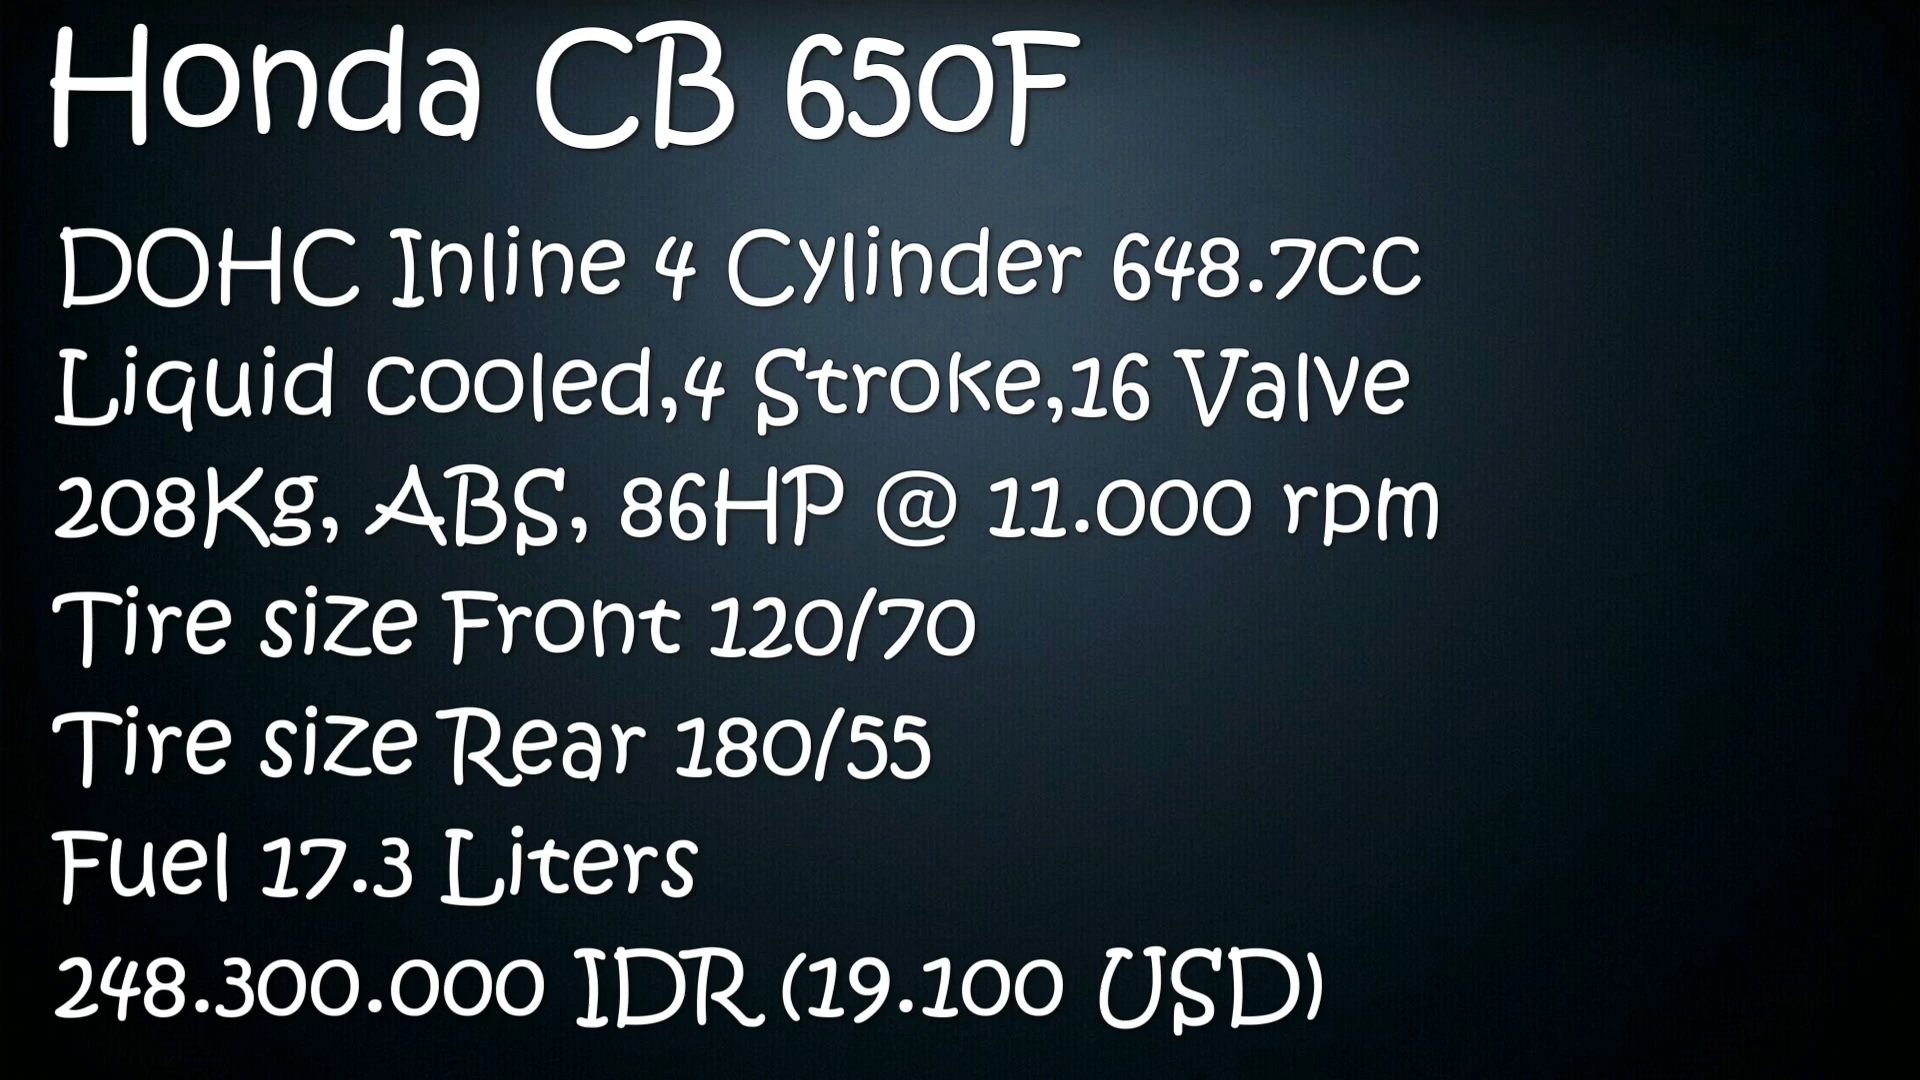 Honda CB 650F
DOHC Inline 4 Cylinder 648.7CC
Liquid cooled,4 Stroke,16 Valve
208Kg, ABS, 86HP @ 11.000 rpm
Tire size Front 120/70
Tire size Rear 180/55
Fuel 17.3 Liters
248.300.000 IDR (19.100 USD)